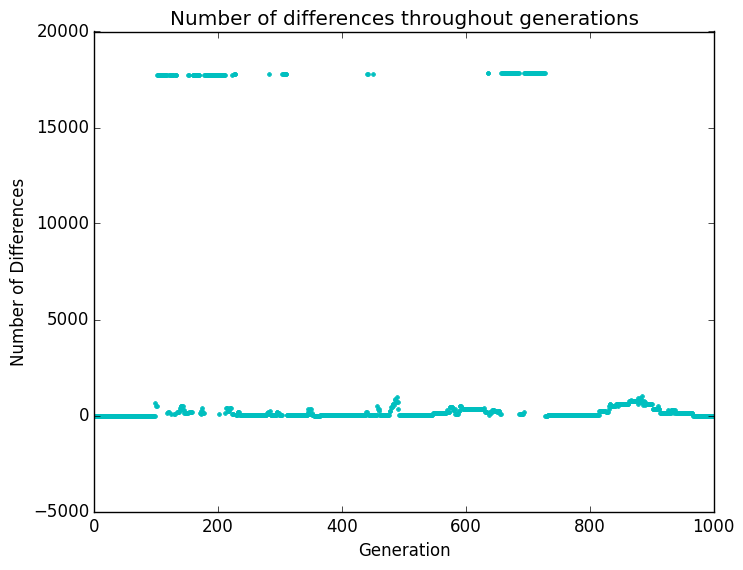 Number of differences throughout generations
20000
15000
10000
5000
0
−5000
Number of Differences
0 200 400 600 800 1000
Generation